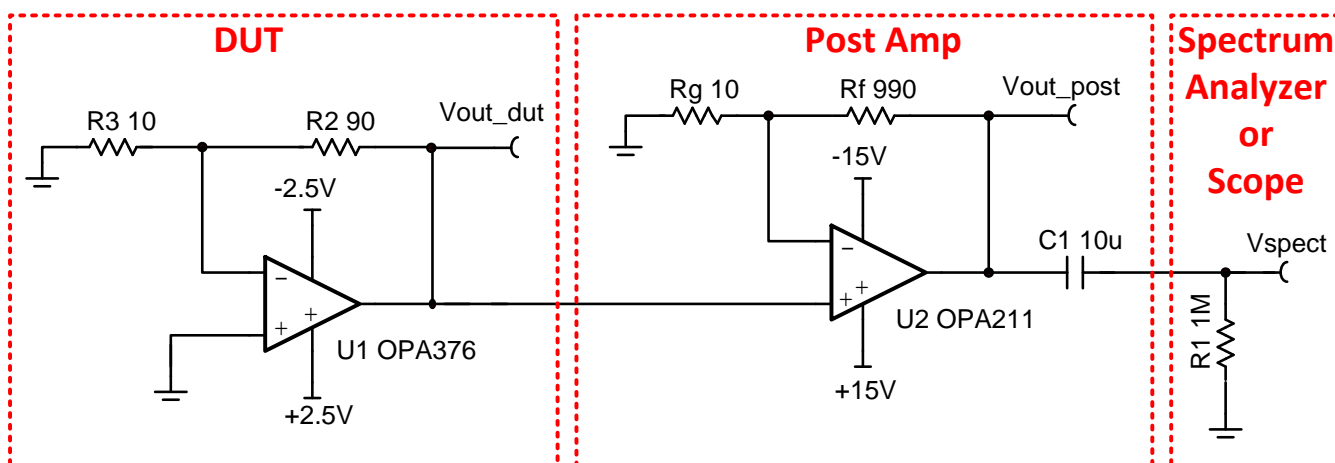 DUT
Post Amp
Spectrum
Analyzer
or
Scope
R3 10
R2 90
Vout_dut
-2.5V
−
+
+
U1 OPA376
+2.5V
Rg 10
Rf 990
Vout_post
-15V
−
+
+
U2 OPA211
+15V
C1 10u
Vspect
R1 1M